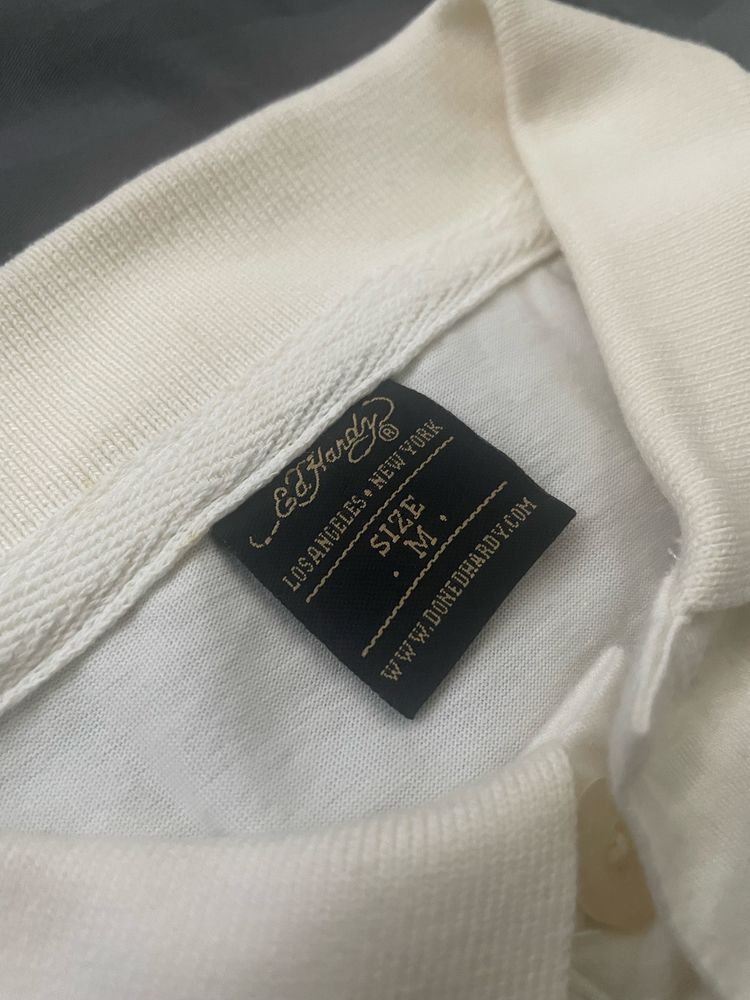 Ed Hardy®
LOS ANGELES • NEW YORK
SIZE
• M •
WWW.DONEDHARDY.COM